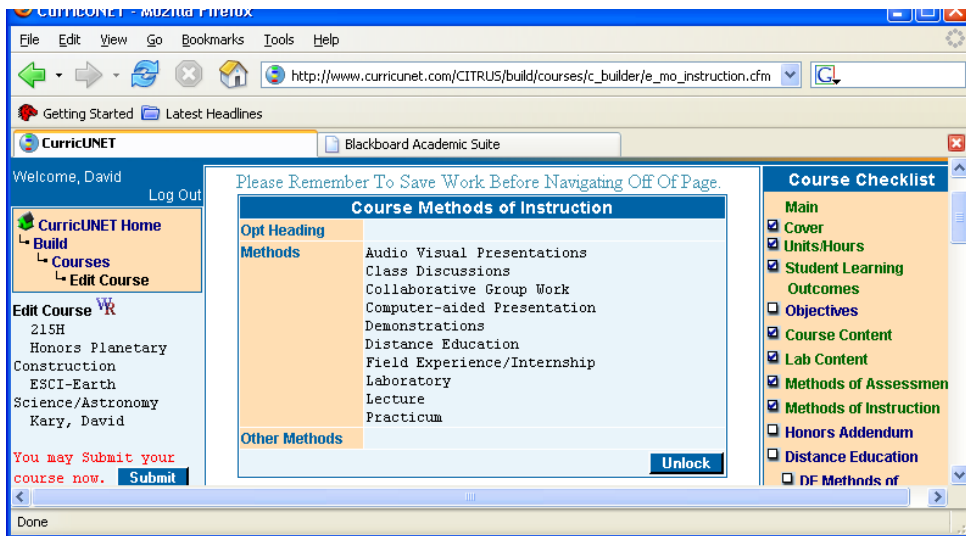 CurricUNET - Mozilla Firefox
File Edit View Go Bookmarks Tools Help
http://www.curricunet.com/CITRUS/build/courses/c_builder/e_mo_instruction.cfm
G
Getting Started Latest Headlines
CurricUNET Blackboard Academic Suite
Welcome, David
Log Out
CurricUNET Home
Build
Courses
Edit Course
Edit Course WR
215H
Honors Planetary
Construction
ESCI-Earth
Science/Astronomy
Kary, David
You may Submit your
course now. Submit
Please Remember To Save Work Before Navigating Off Of Page.
Course Methods of Instruction
Opt Heading
Methods
Audio Visual Presentations
Class Discussions
Collaborative Group Work
Computer-aided Presentation
Demonstrations
Distance Education
Field Experience/Internship
Laboratory
Lecture
Practicum
Other Methods
Unlock
Course Checklist
Main
Cover
Units/Hours
Student Learning
Outcomes
Objectives
Course Content
Lab Content
Methods of Assessmen
Methods of Instruction
Honors Addendum
Distance Education
DE Methods of
Done